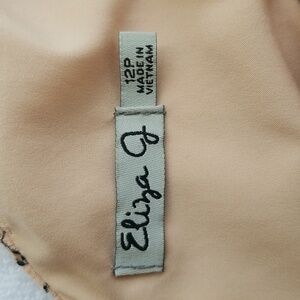 12P
MADE IN
VIETNAM
Eliza J